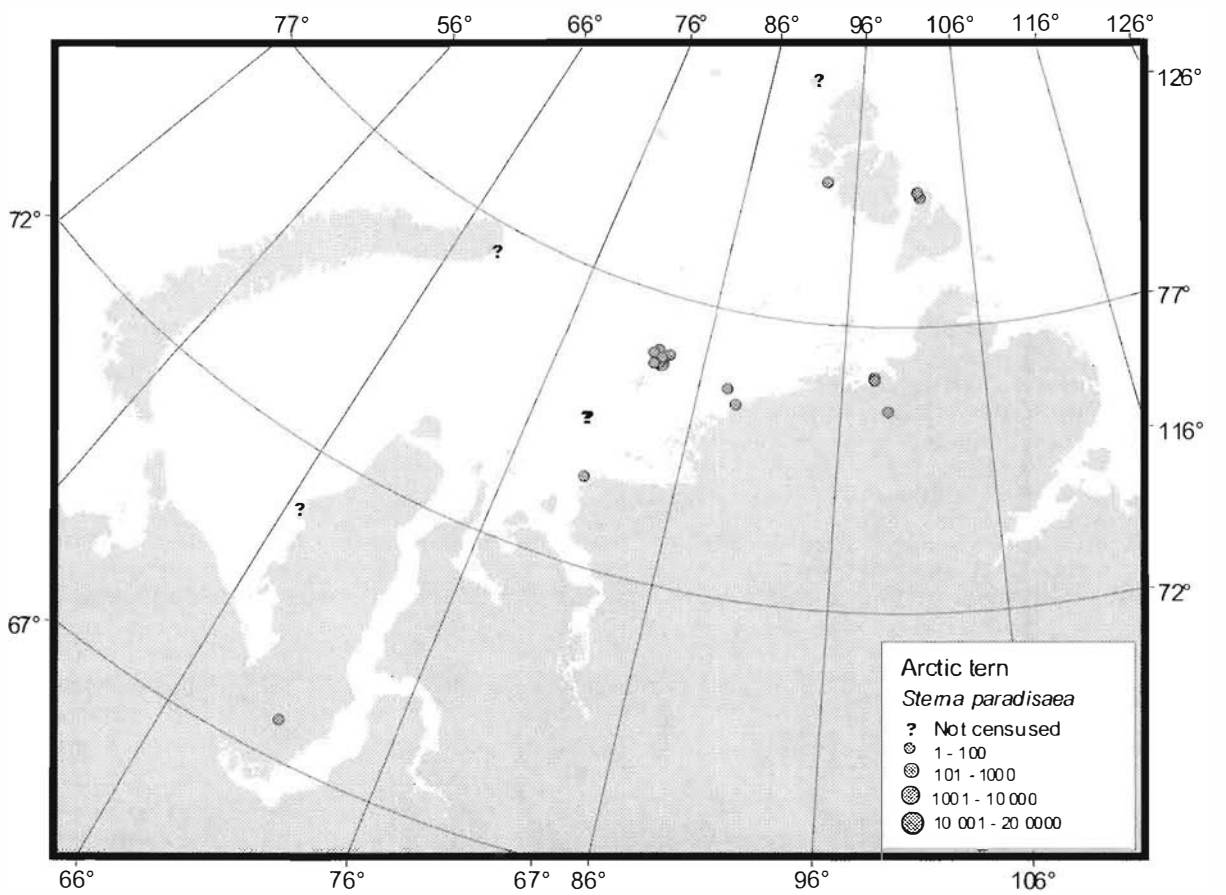 77° 56° 66° 76° 86° 96° 106° 116° 126°
126°
?
72°
?
77°
?
116°
?
72°
67°
Arctic tern
Sterna paradisaea
? Not censused
1 - 100
101 - 1000
1001 - 10 000
10 001 - 20 0000
66° 76° 67° 86° 96° 106°